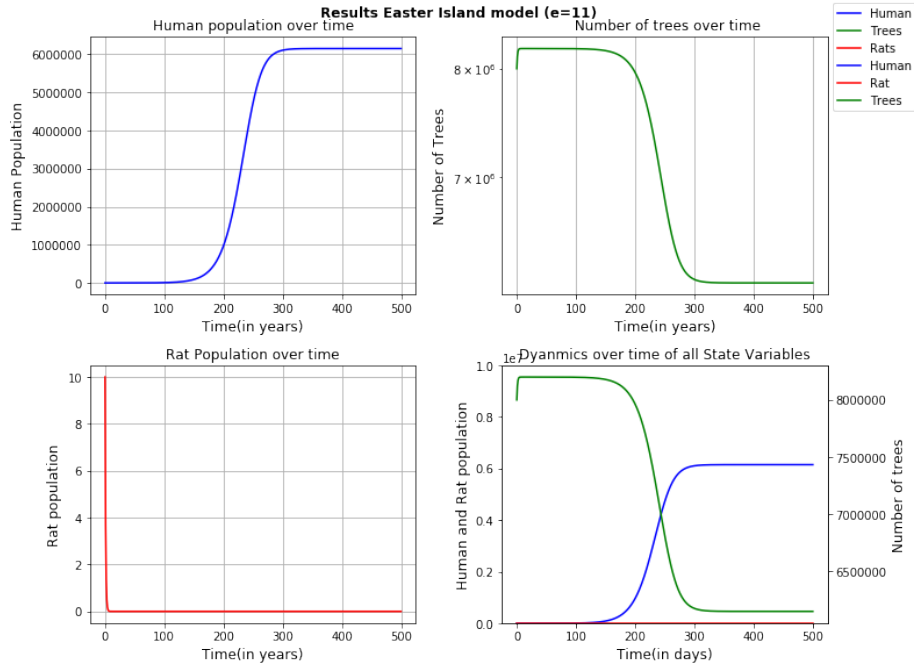 Results Easter Island model (e=11)
Human population over time
Number of trees over time
Human
Trees
Rats
Human
Rat
Trees
6000000
5000000
4000000
3000000
2000000
1000000
0
Human Population
0 100 200 300 400 500
Time(in years)
8 × 10⁶
7 × 10⁶
Number of Trees
0 100 200 300 400 500
Time(in years)
Rat Population over time
10
8
6
4
2
0
Rat population
0 100 200 300 400 500
Time(in years)
Dyanmics over time of all State Variables
1e7
1.0
0.8
0.6
0.4
0.2
0.0
Human and Rat population
8000000
7500000
7000000
6500000
Number of trees
0 100 200 300 400 500
Time(in days)